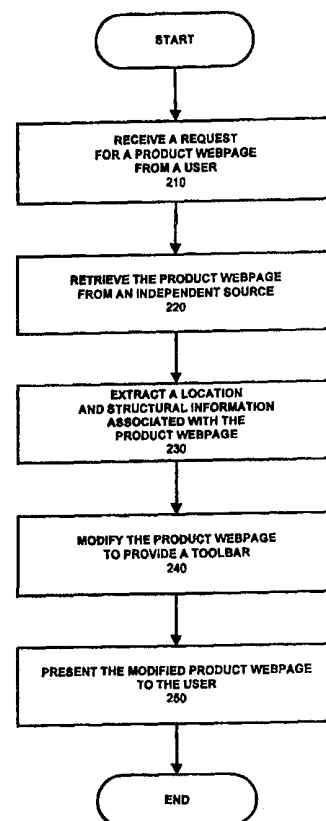 START
RECEIVE A REQUEST
FOR A PRODUCT WEBPAGE
FROM A USER
210
RETRIEVE THE PRODUCT WEBPAGE
FROM AN INDEPENDENT SOURCE
220
EXTRACT A LOCATION
AND STRUCTURAL INFORMATION
ASSOCIATED WITH THE
PRODUCT WEBPAGE
230
MODIFY THE PRODUCT WEBPAGE
TO PROVIDE A TOOLBAR
240
PRESENT THE MODIFIED PRODUCT WEBPAGE
TO THE USER
250
END